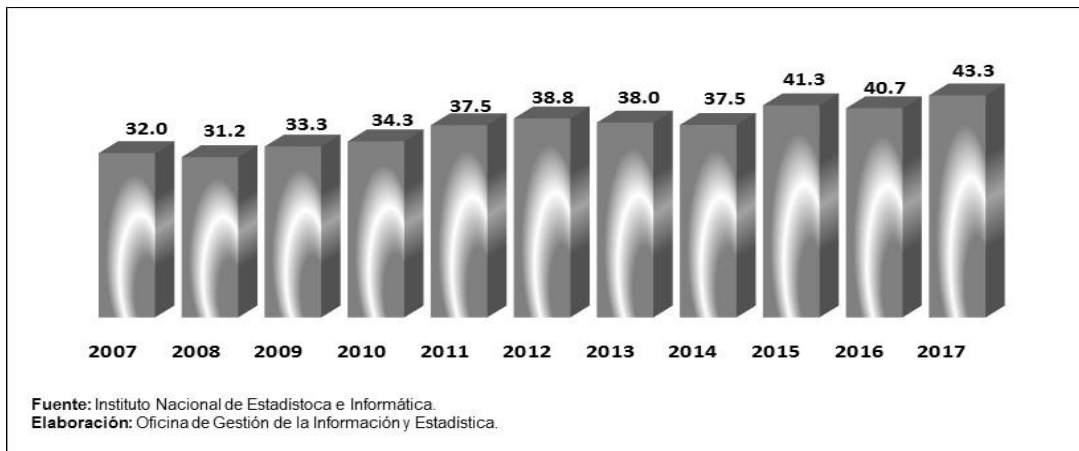 32.0 31.2 33.3 34.3 37.5 38.8 38.0 37.5 41.3 40.7 43.3
2007 2008 2009 2010 2011 2012 2013 2014 2015 2016 2017
Fuente: Instituto Nacional de Estadístoca e Informática.
Elaboración: Oficina de Gestión de la Información y Estadística.